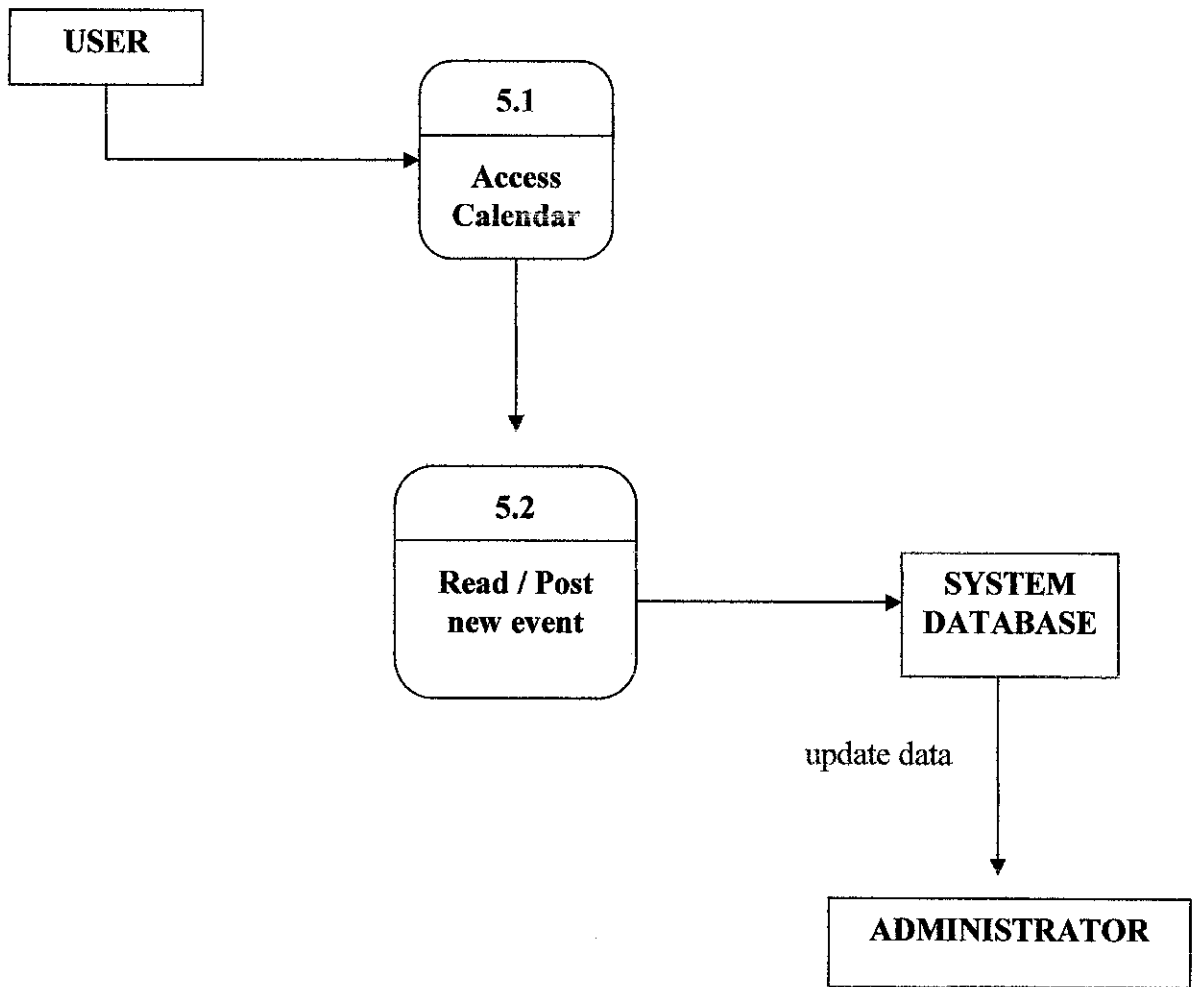 USER
5.1
Access
Calendar
5.2
Read / Post
new event
SYSTEM
DATABASE
update data
ADMINISTRATOR